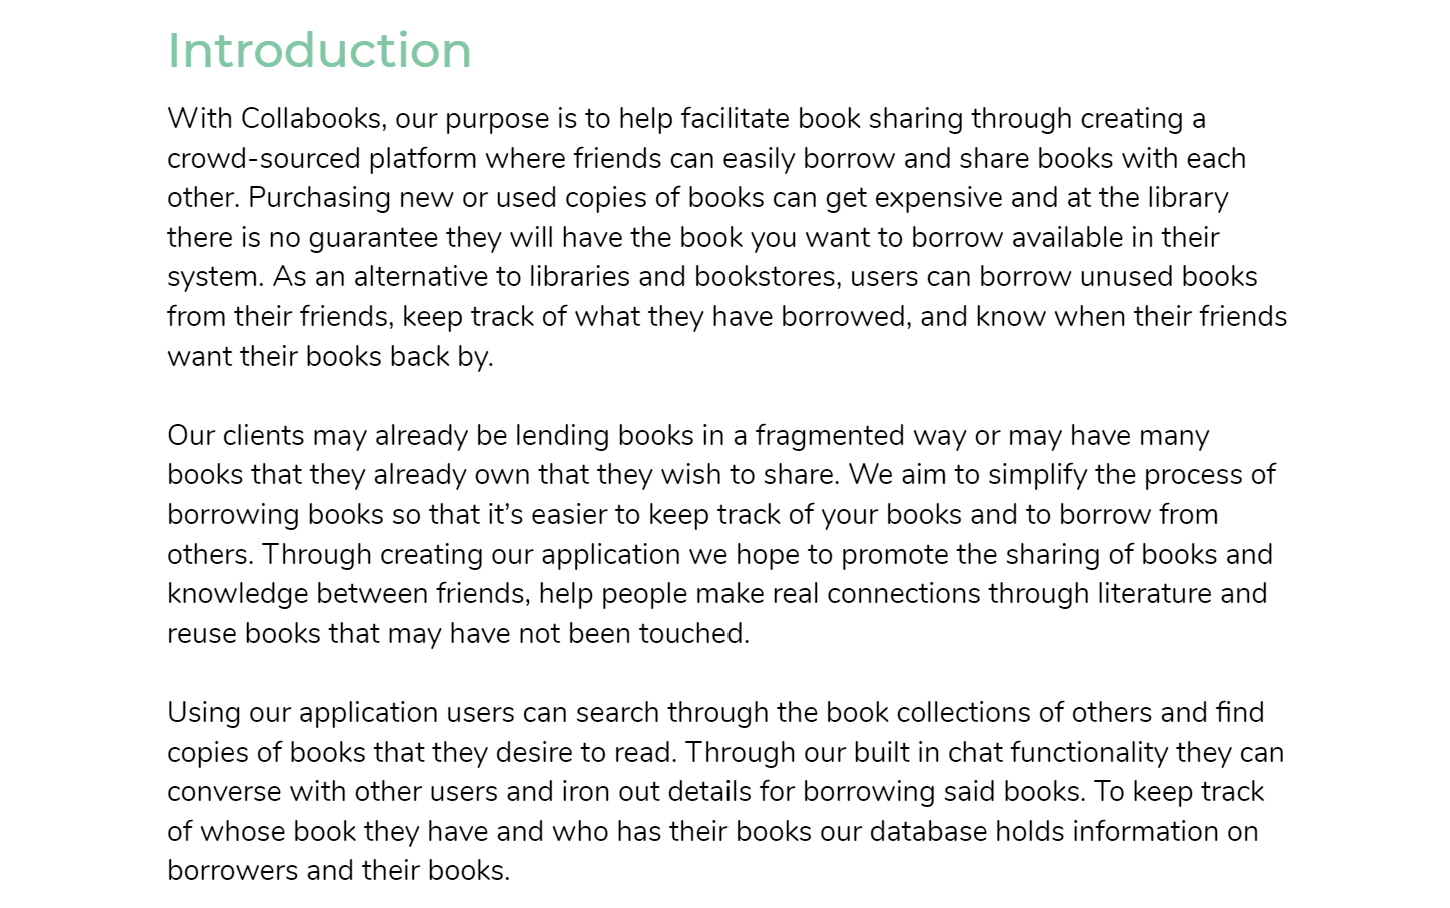 Introduction
With Collabooks, our purpose is to help facilitate book sharing through creating a
crowd-sourced platform where friends can easily borrow and share books with each
other. Purchasing new or used copies of books can get expensive and at the library
there is no guarantee they will have the book you want to borrow available in their
system. As an alternative to libraries and bookstores, users can borrow unused books
from their friends, keep track of what they have borrowed, and know when their friends
want their books back by.
Our clients may already be lending books in a fragmented way or may have many
books that they already own that they wish to share. We aim to simplify the process of
borrowing books so that it’s easier to keep track of your books and to borrow from
others. Through creating our application we hope to promote the sharing of books and
knowledge between friends, help people make real connections through literature and
reuse books that may have not been touched.
Using our application users can search through the book collections of others and find
copies of books that they desire to read. Through our built in chat functionality they can
converse with other users and iron out details for borrowing said books. To keep track
of whose book they have and who has their books our database holds information on
borrowers and their books.